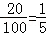 20/100 = 1/5